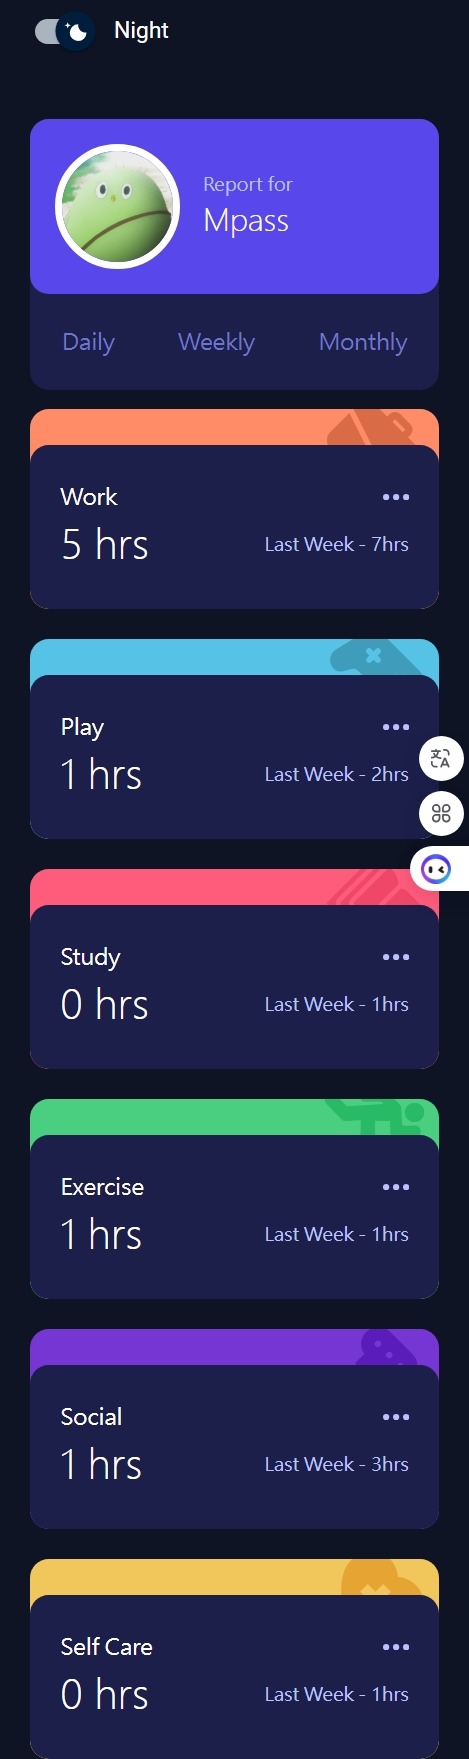 Night
Report for
Mpass
Daily Weekly Monthly
Work
5 hrs Last Week - 7hrs
Play
1 hrs Last Week - 2hrs
文A
Study
0 hrs Last Week - 1hrs
Exercise
1 hrs Last Week - 1hrs
Social
1 hrs Last Week - 3hrs
Self Care
0 hrs Last Week - 1hrs